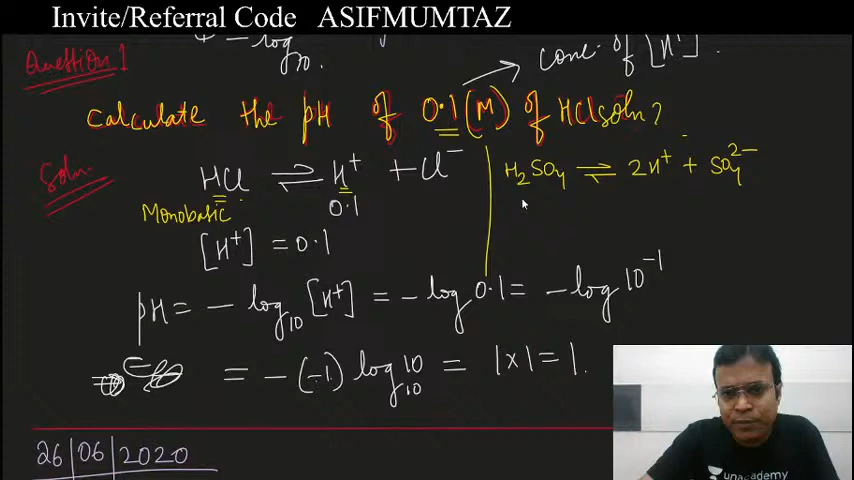 Invite/Referral Code ASIFMUMTAZ
= -log₁₀.
conc. of [H⁺].
Question 1
Calculate the pH of 0.1(M) of HCl soln?
Soln.
HCl ⇌ H⁺ + Cl⁻
0.1
Monobasic
[H⁺] = 0.1
H₂SO₄ ⇌ 2H⁺ + SO₄²⁻
pH = - log₁₀ [H⁺] = - log 0.1 = - log 10⁻¹
= - (-1) log₁₀ 10 = 1 x 1 = 1.
26|06|2020
unacademy